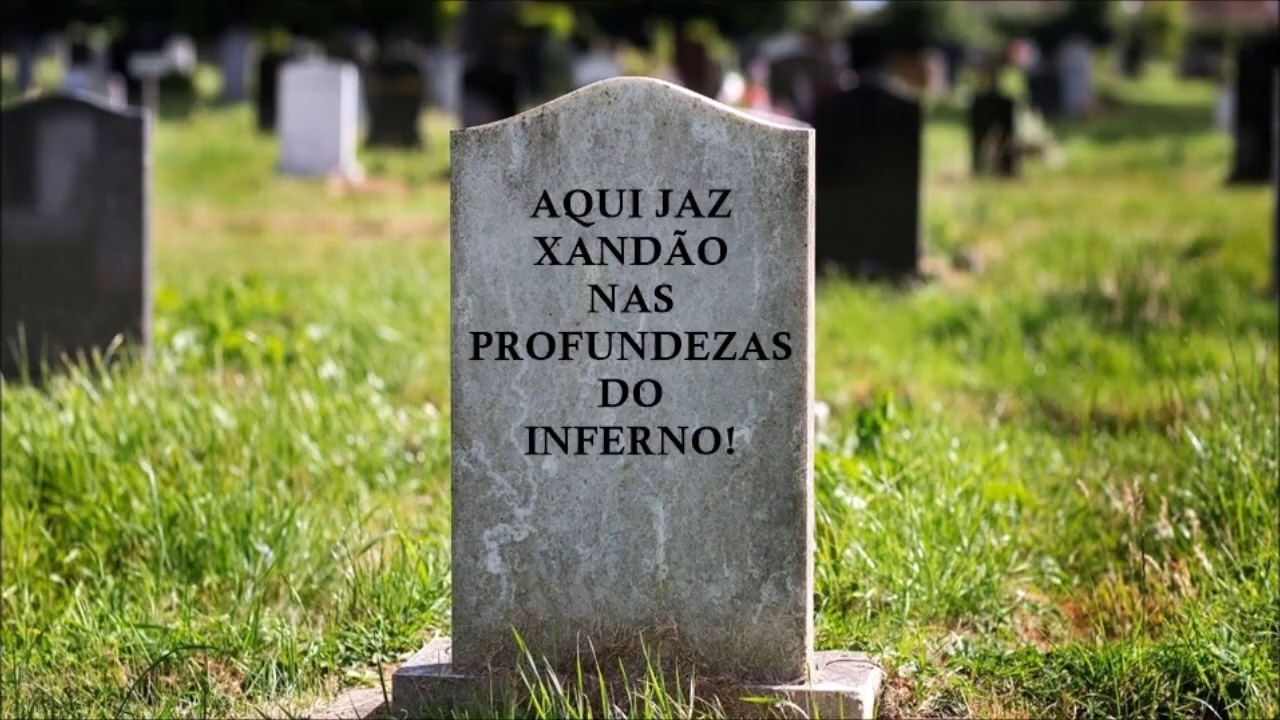 AQUI JAZ
XANDÃO
NAS
PROFUNDEZAS
DO
INFERNO!